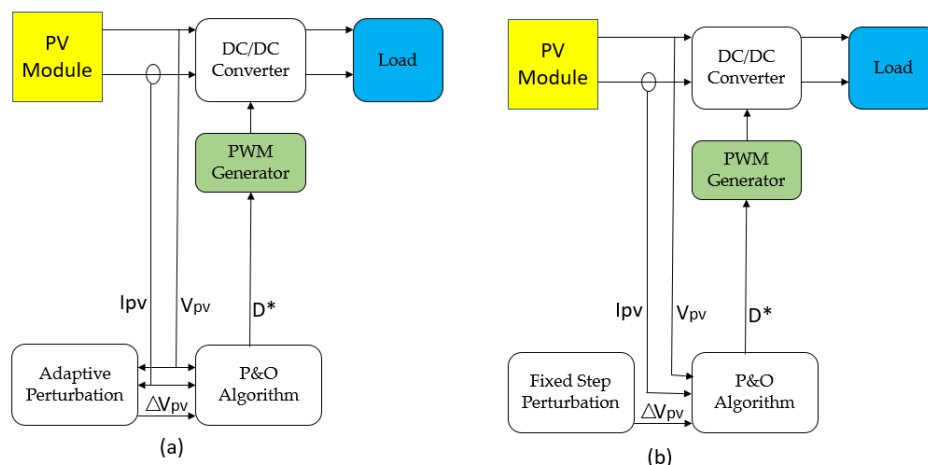 PV
Module
DC/DC
Converter
Load
PWM
Generator
Ipv
Vpv
D*
Adaptive
Perturbation
P&O
Algorithm
△Vpv
(a)
PV
Module
DC/DC
Converter
Load
PWM
Generator
Ipv
Vpv
D*
Fixed Step
Perturbation
P&O
Algorithm
△Vpv
(b)